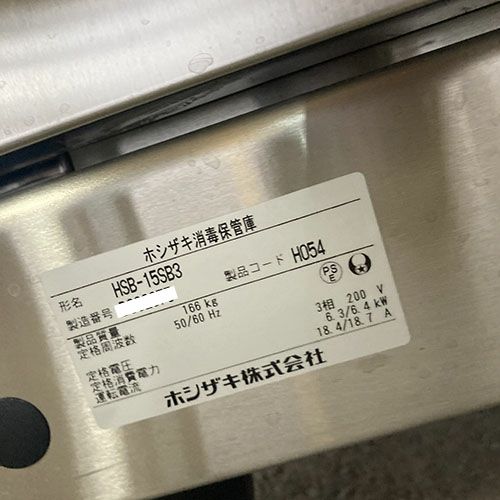 ホシザキ消毒保管庫
形名 HSB-15SB3
製造番号 製品コード H054
製品質量 166 kg
定格周波数 50/60 Hz
定格電圧 3相 200 V
定格消費電力 6.3/6.4 kW
運転電流 18.4/18.7 A
PSE
ホシザキ株式会社